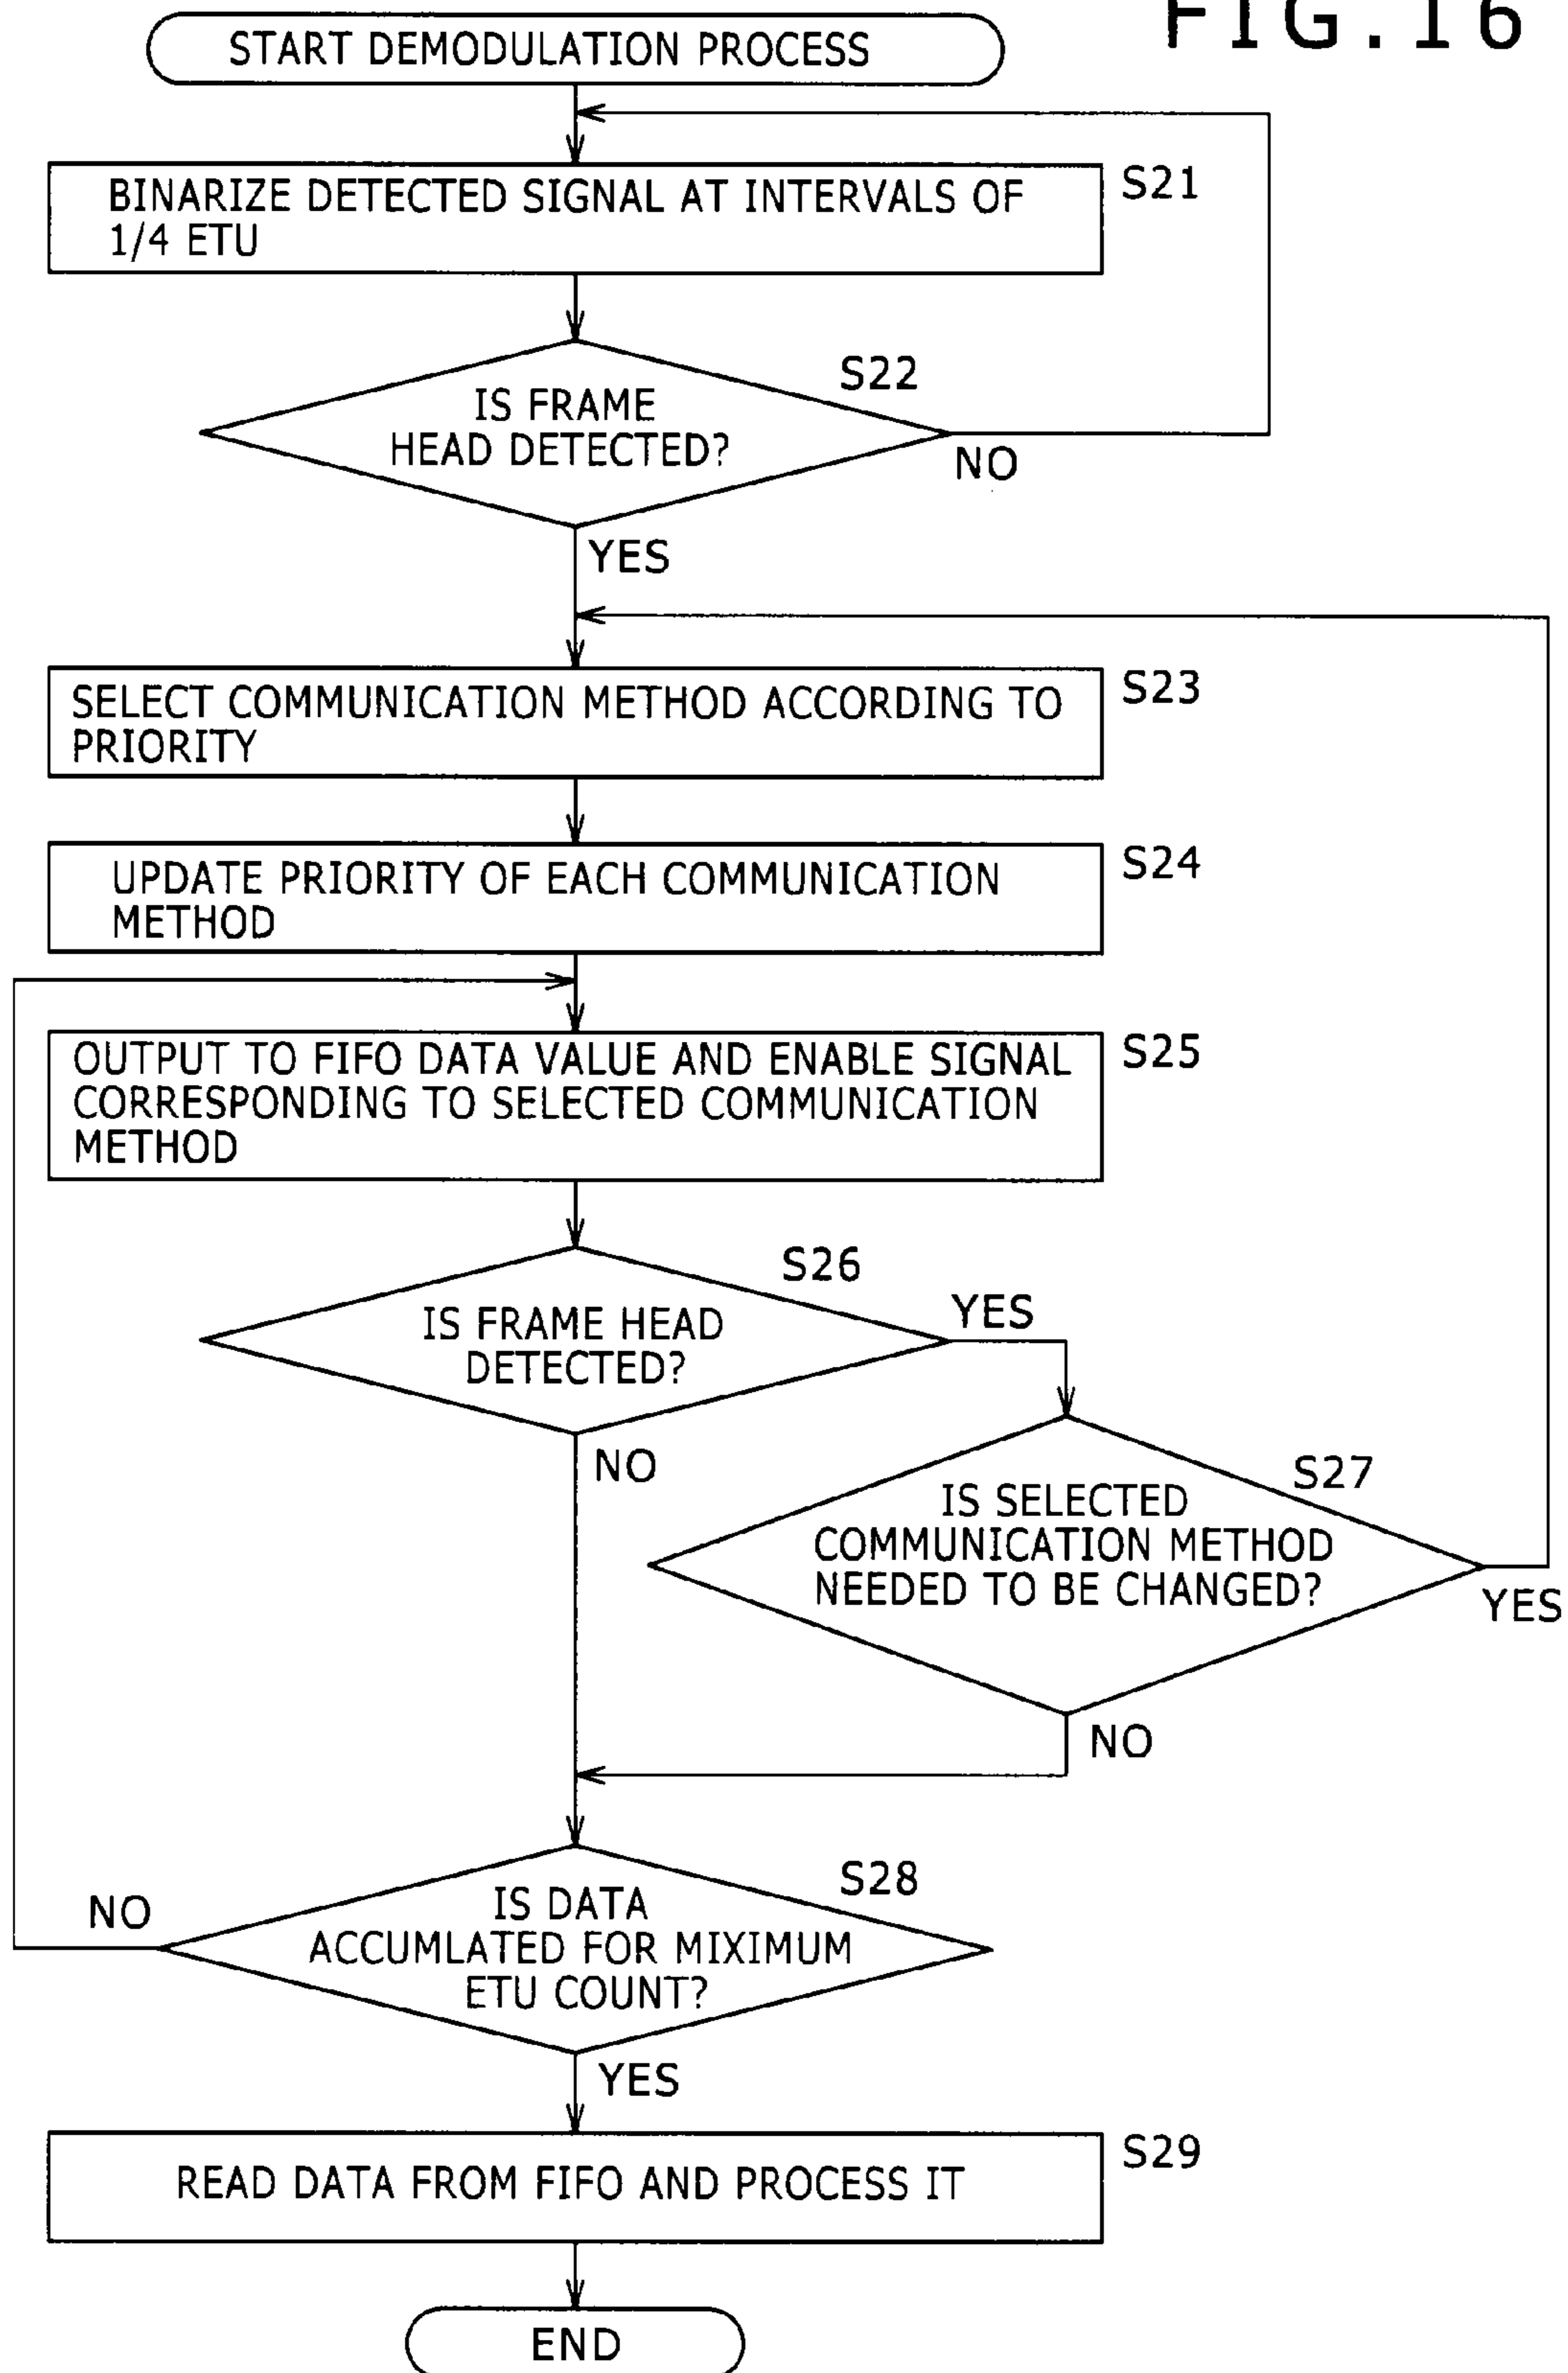 FIG.16
START DEMODULATION PROCESS
BINARIZE DETECTED SIGNAL AT INTERVALS OF
1/4 ETU
S21
IS FRAME
HEAD DETECTED?
S22
NO
YES
SELECT COMMUNICATION METHOD ACCORDING TO
PRIORITY
S23
UPDATE PRIORITY OF EACH COMMUNICATION
METHOD
S24
OUTPUT TO FIFO DATA VALUE AND ENABLE SIGNAL
CORRESPONDING TO SELECTED COMMUNICATION
METHOD
S25
IS FRAME HEAD
DETECTED?
S26
YES
NO
IS SELECTED
COMMUNICATION METHOD
NEEDED TO BE CHANGED?
S27
YES
NO
IS DATA
ACCUMLATED FOR MIXIMUM
ETU COUNT?
S28
NO
YES
READ DATA FROM FIFO AND PROCESS IT
S29
END